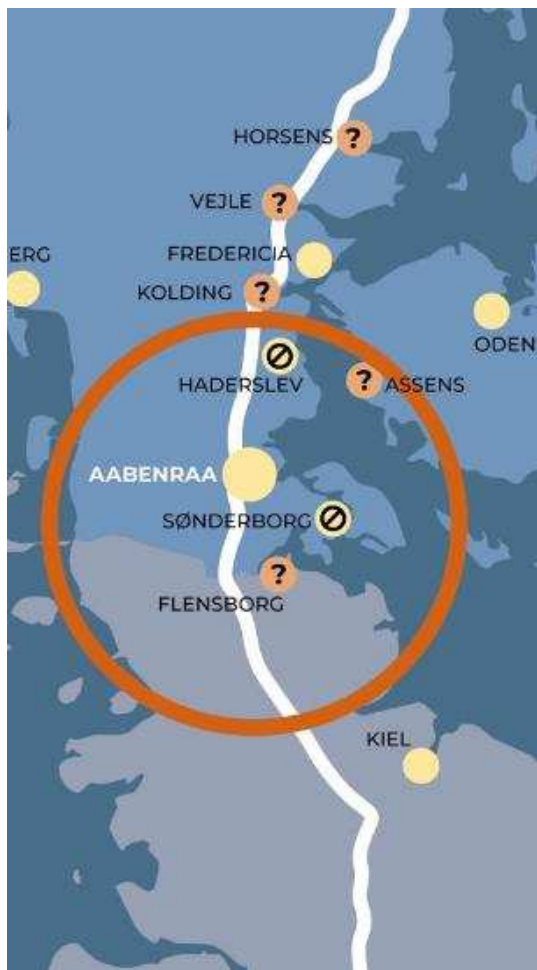 HORSENS ?
VEJLE ?
ERG
FREDERICIA
KOLDING ?
ODEN
HADERSLEV
? ASSENS
AABENRAA
SØNDERBORG
?
FLENSBORG
KIEL